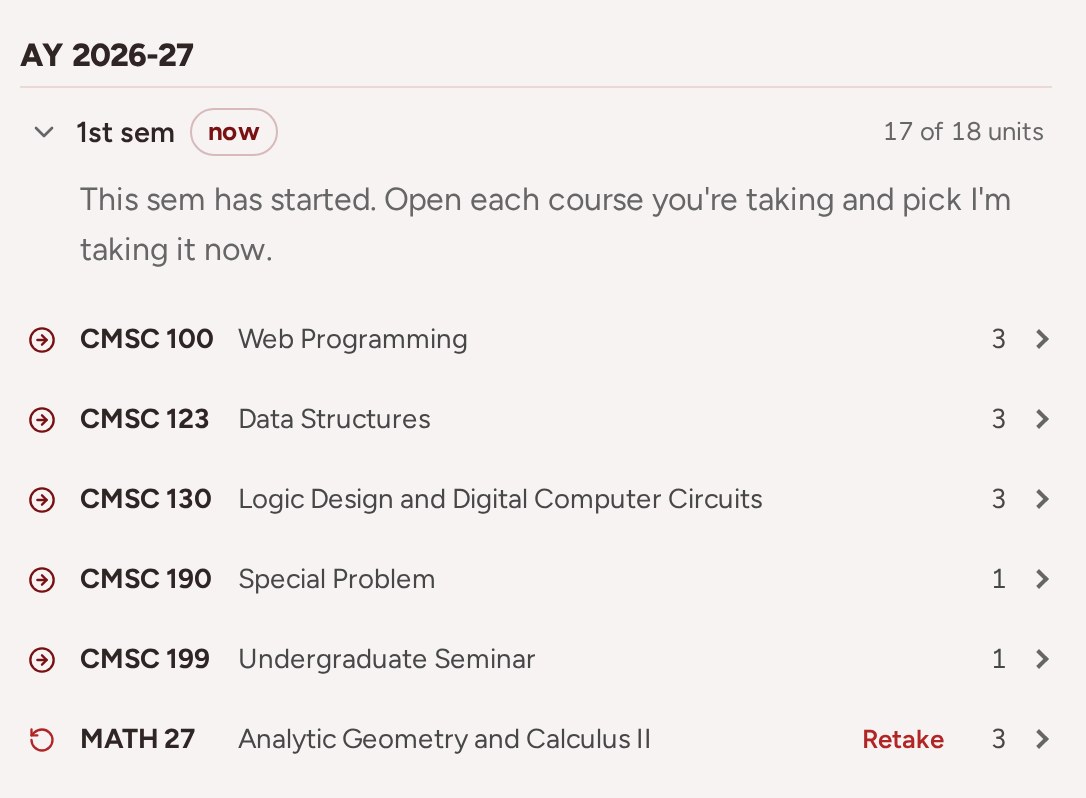 AY 2026-27
1st sem now 17 of 18 units
This sem has started. Open each course you're taking and pick I'm
taking it now.
CMSC 100 Web Programming 3
CMSC 123 Data Structures 3
CMSC 130 Logic Design and Digital Computer Circuits 3
CMSC 190 Special Problem 1
CMSC 199 Undergraduate Seminar 1
MATH 27 Analytic Geometry and Calculus II Retake 3